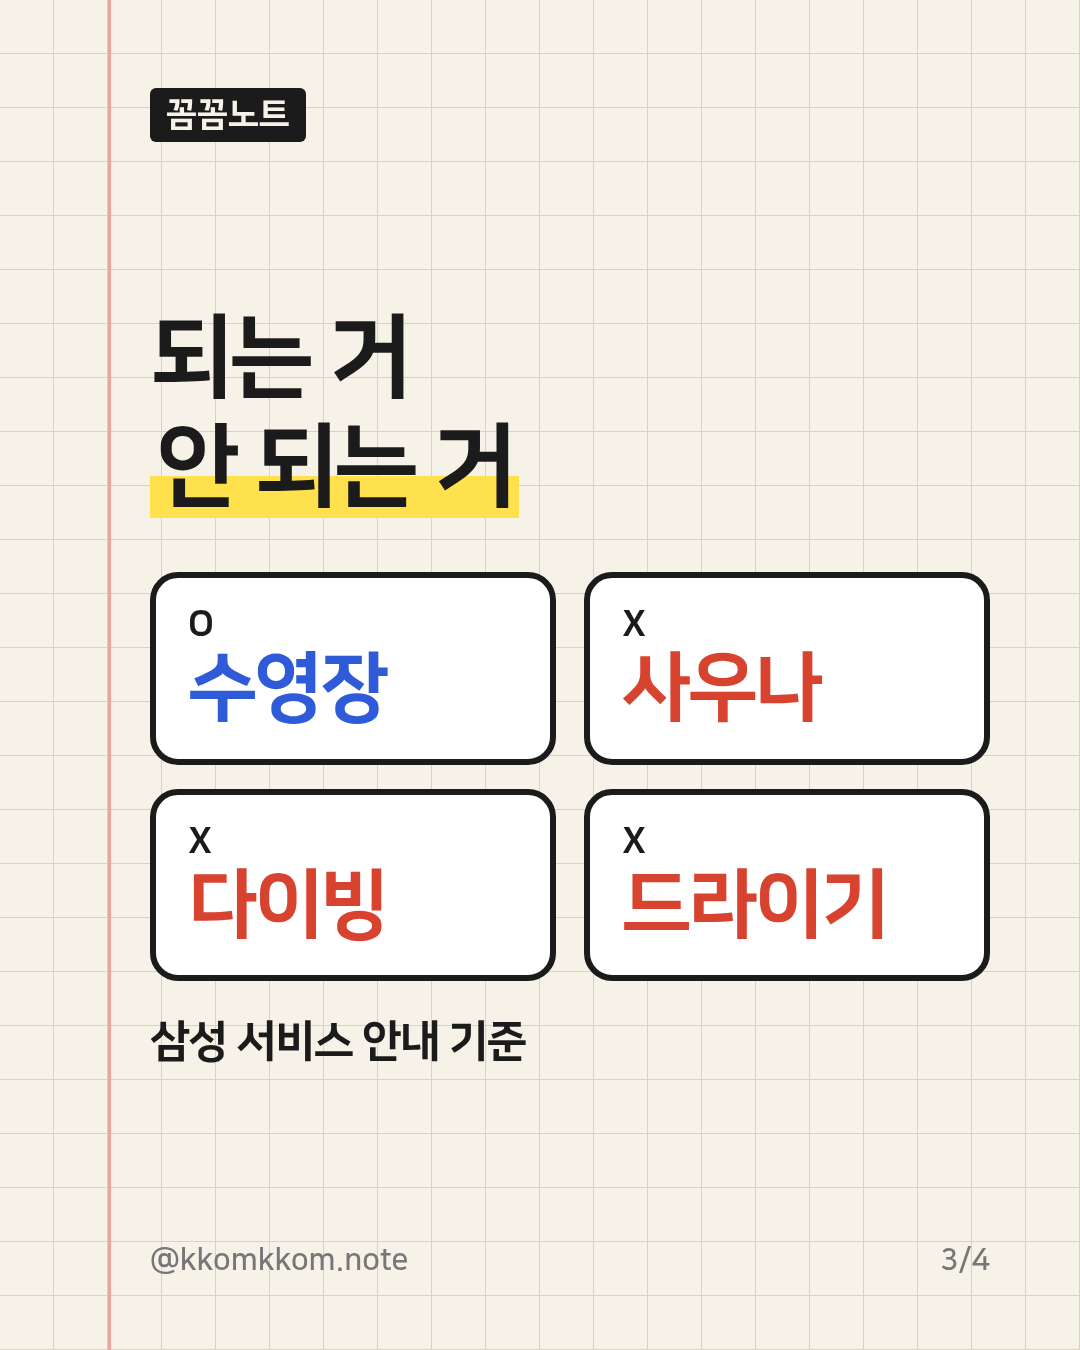 꼼꼼노트
되는 거
안 되는 거
O
수영장
X
사우나
X
다이빙
X
드라이기
삼성 서비스 안내 기준
@kkomkkom.note
3/4